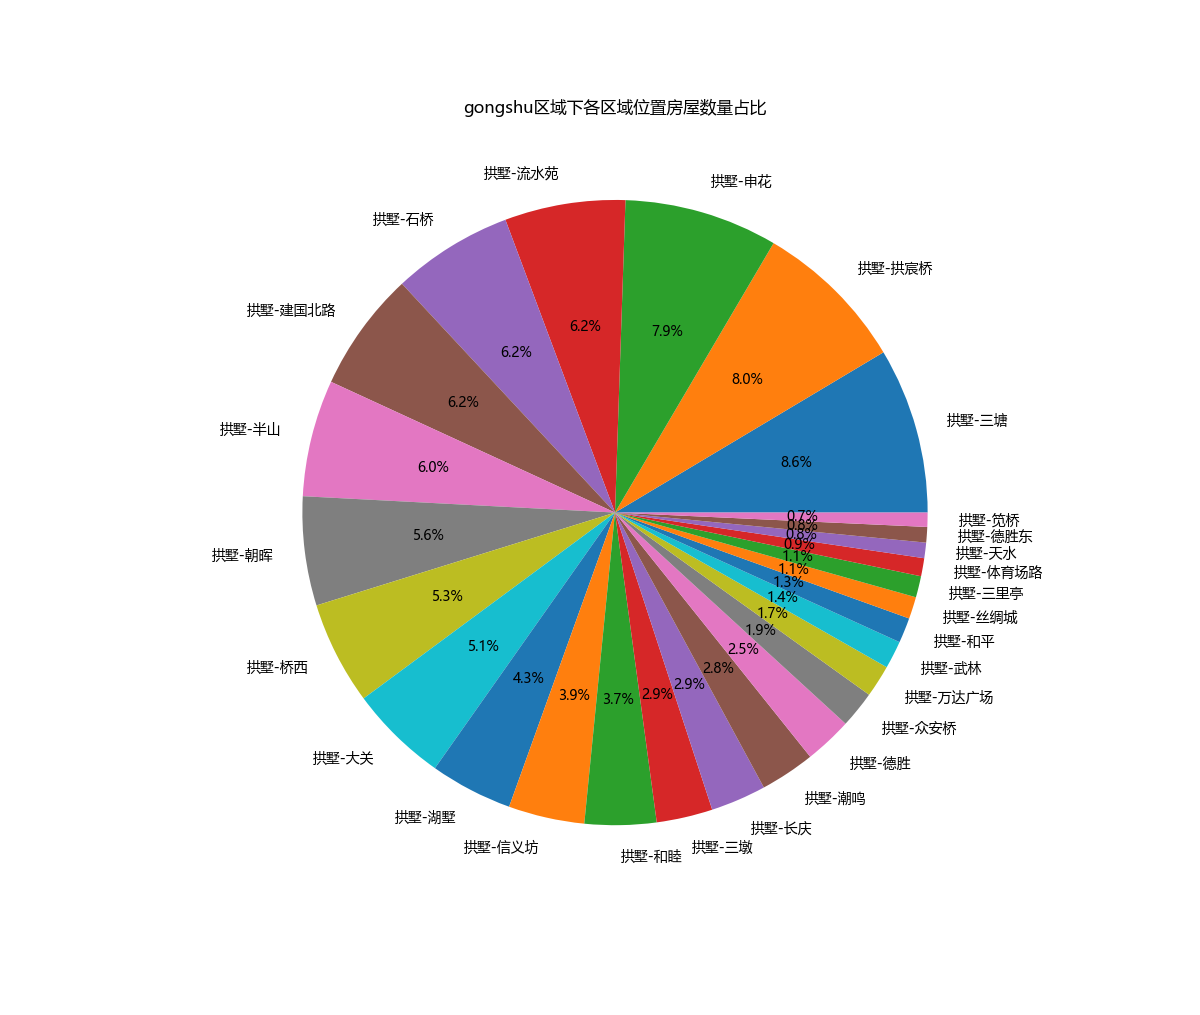 gongshu区域下各区域位置房屋数量占比
拱墅-三塘
8.6%
拱墅-拱宸桥
8.0%
拱墅-申花
7.9%
拱墅-流水苑
6.2%
拱墅-石桥
6.2%
拱墅-建国北路
6.2%
拱墅-半山
6.0%
拱墅-朝晖
5.6%
拱墅-桥西
5.3%
拱墅-大关
5.1%
拱墅-湖墅
4.3%
拱墅-信义坊
3.9%
拱墅-和睦
3.7%
拱墅-三墩
2.9%
拱墅-长庆
2.9%
拱墅-潮鸣
2.8%
拱墅-德胜
2.5%
拱墅-众安桥
1.9%
拱墅-万达广场
1.7%
拱墅-武林
1.4%
拱墅-和平
1.3%
拱墅-丝绸城
1.1%
拱墅-三里亭
1.1%
拱墅-体育场路
0.9%
拱墅-天水
0.8%
拱墅-德胜东
0.8%
拱墅-笕桥
0.7%